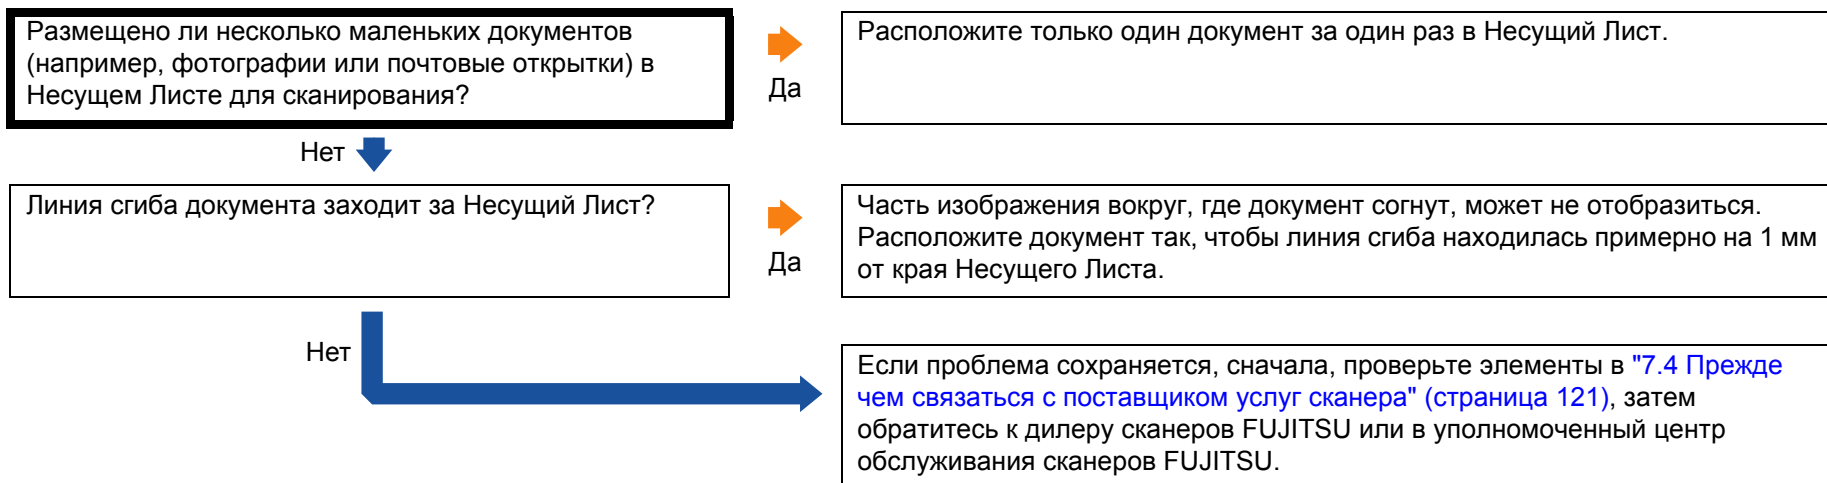 Размещено ли несколько маленьких документов
(например, фотографии или почтовые открытки) в
Несущем Листе для сканирования?
Да
Расположите только один документ за один раз в Несущий Лист.
Нет
Линия сгиба документа заходит за Несущий Лист?
Да
Часть изображения вокруг, где документ согнут, может не отобразиться.
Расположите документ так, чтобы линия сгиба находилась примерно на 1 мм
от края Несущего Листа.
Нет
Если проблема сохраняется, сначала, проверьте элементы в "7.4 Прежде
чем связаться с поставщиком услуг сканера" (страница 121), затем
обратитесь к дилеру сканеров FUJITSU или в уполномоченный центр
обслуживания сканеров FUJITSU.